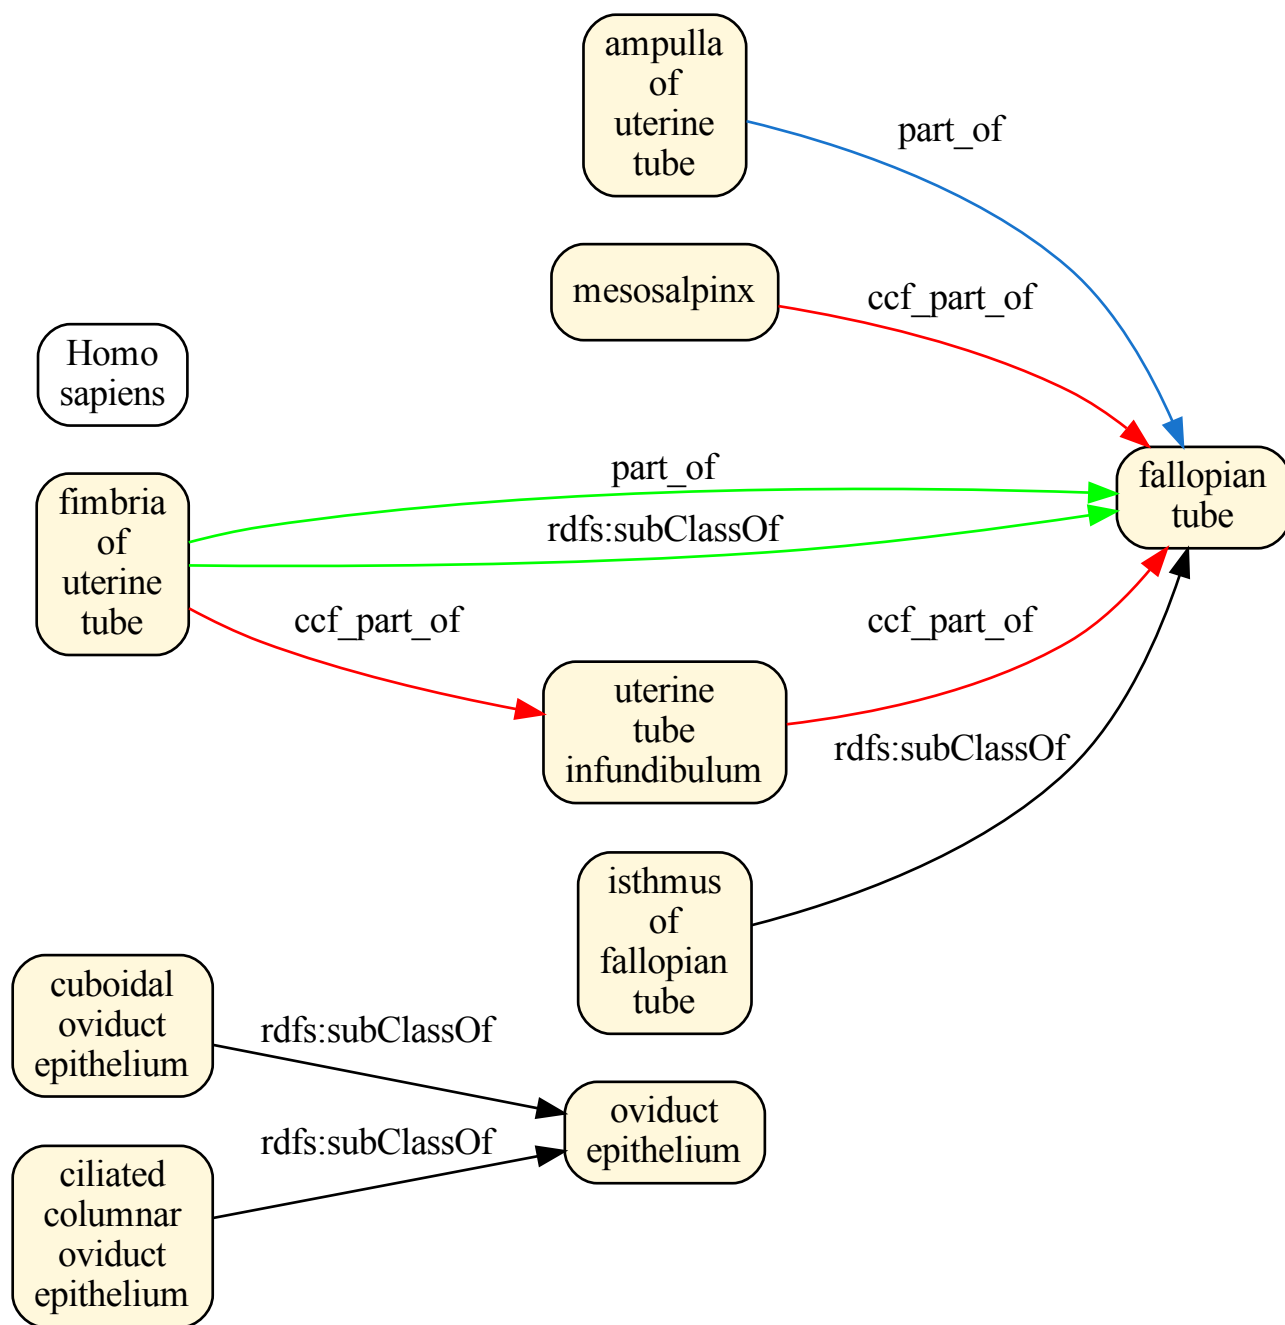 ampulla
of
uterine
tube
part_of
mesosalpinx
ccf_part_of
Homo
sapiens
fimbria
of
uterine
tube
part_of
rdfs:subClassOf
fallopian
tube
ccf_part_of
ccf_part_of
uterine
tube
infundibulum
rdfs:subClassOf
isthmus
of
fallopian
tube
cuboidal
oviduct
epithelium
rdfs:subClassOf
oviduct
epithelium
rdfs:subClassOf
ciliated
columnar
oviduct
epithelium